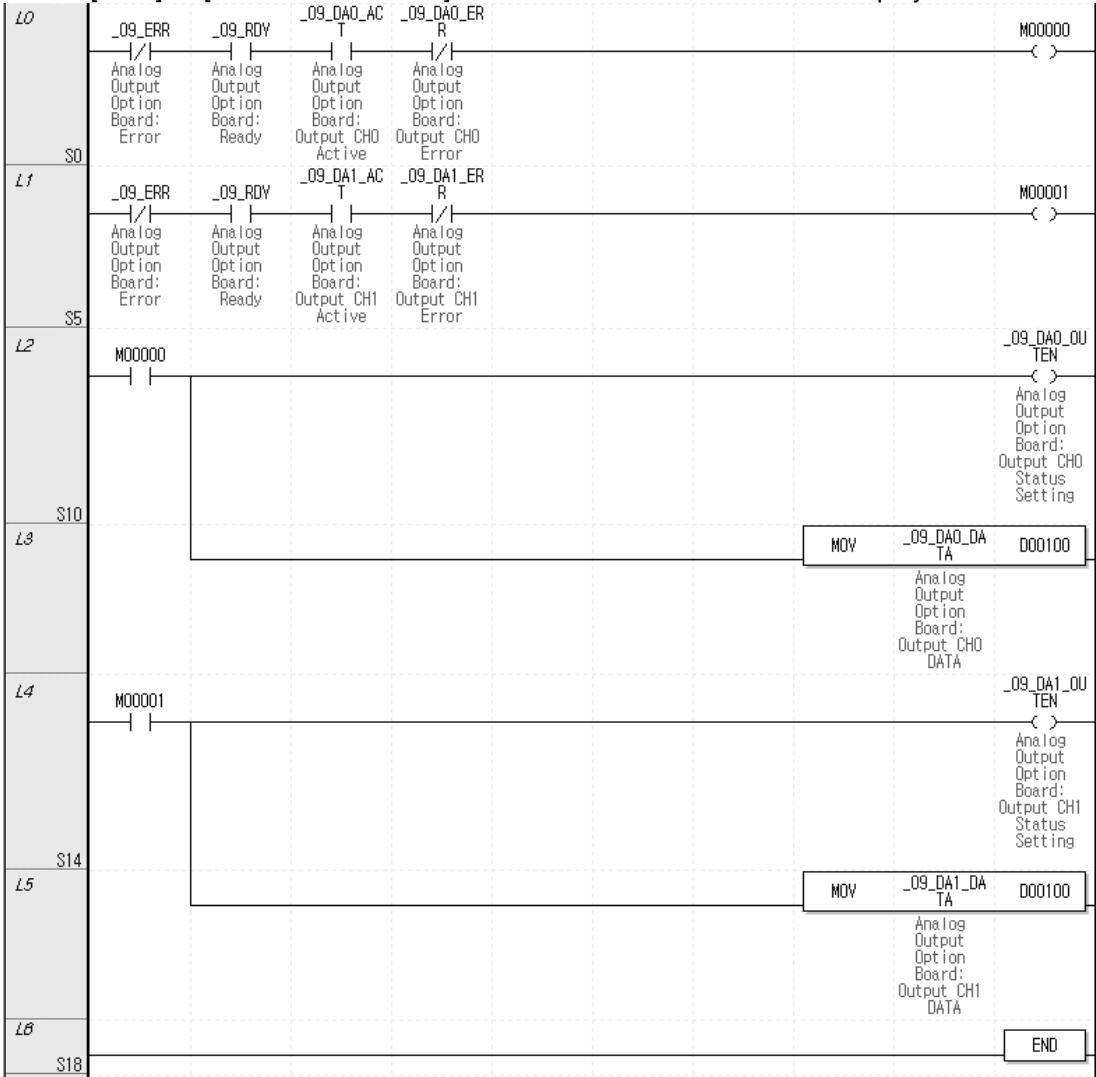 L0
_09_ERR _09_RDY _09_DA0_AC _09_DA0_ER M00000
T R
Analog Analog Analog Analog
Output Output Output Output
Option Option Option Option
Board: Board: Board: Board:
Error Ready Output CH0 Output CH0
S0 Active Error
L1
_09_ERR _09_RDY _09_DA1_AC _09_DA1_ER M00001
T R
Analog Analog Analog Analog
Output Output Output Output
Option Option Option Option
Board: Board: Board: Board:
Error Ready Output CH1 Output CH1
S5 Active Error
L2
M00000 _09_DA0_OU
TEN
Analog
Output
Option
Board:
Output CH0
Status
Setting
S10
L3
MOV _09_DA0_DA D00100
TA
Analog
Output
Option
Board:
Output CH0
DATA
L4
M00001 _09_DA1_OU
TEN
Analog
Output
Option
Board:
Output CH1
Status
Setting
S14
L5
MOV _09_DA1_DA D00100
TA
Analog
Output
Option
Board:
Output CH1
DATA
L6
END
S18